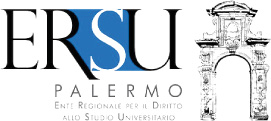 ERSU
PALERMO
ENTE REGIONALE PER IL DIRITTO
ALLO STUDIO UNIVERSITARIO